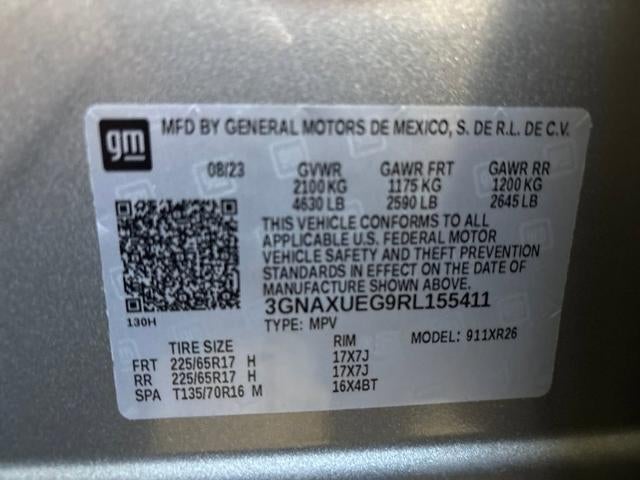 gm
MFD BY GENERAL MOTORS DE MEXICO, S. DE R.L. DE C.V.
08/23 GVWR GAWR FRT GAWR RR
2100 KG 1175 KG 1200 KG
4630 LB 2590 LB 2645 LB
THIS VEHICLE CONFORMS TO ALL
APPLICABLE U.S. FEDERAL MOTOR
VEHICLE SAFETY AND THEFT PREVENTION
STANDARDS IN EFFECT ON THE DATE OF
MANUFACTURE SHOWN ABOVE.
3GNAXUEG9RL155411
130H TYPE: MPV MODEL: 911XR26
TIRE SIZE RIM
FRT 225/65R17 H 17X7J
RR 225/65R17 H 17X7J
SPA T135/70R16 M 16X4BT